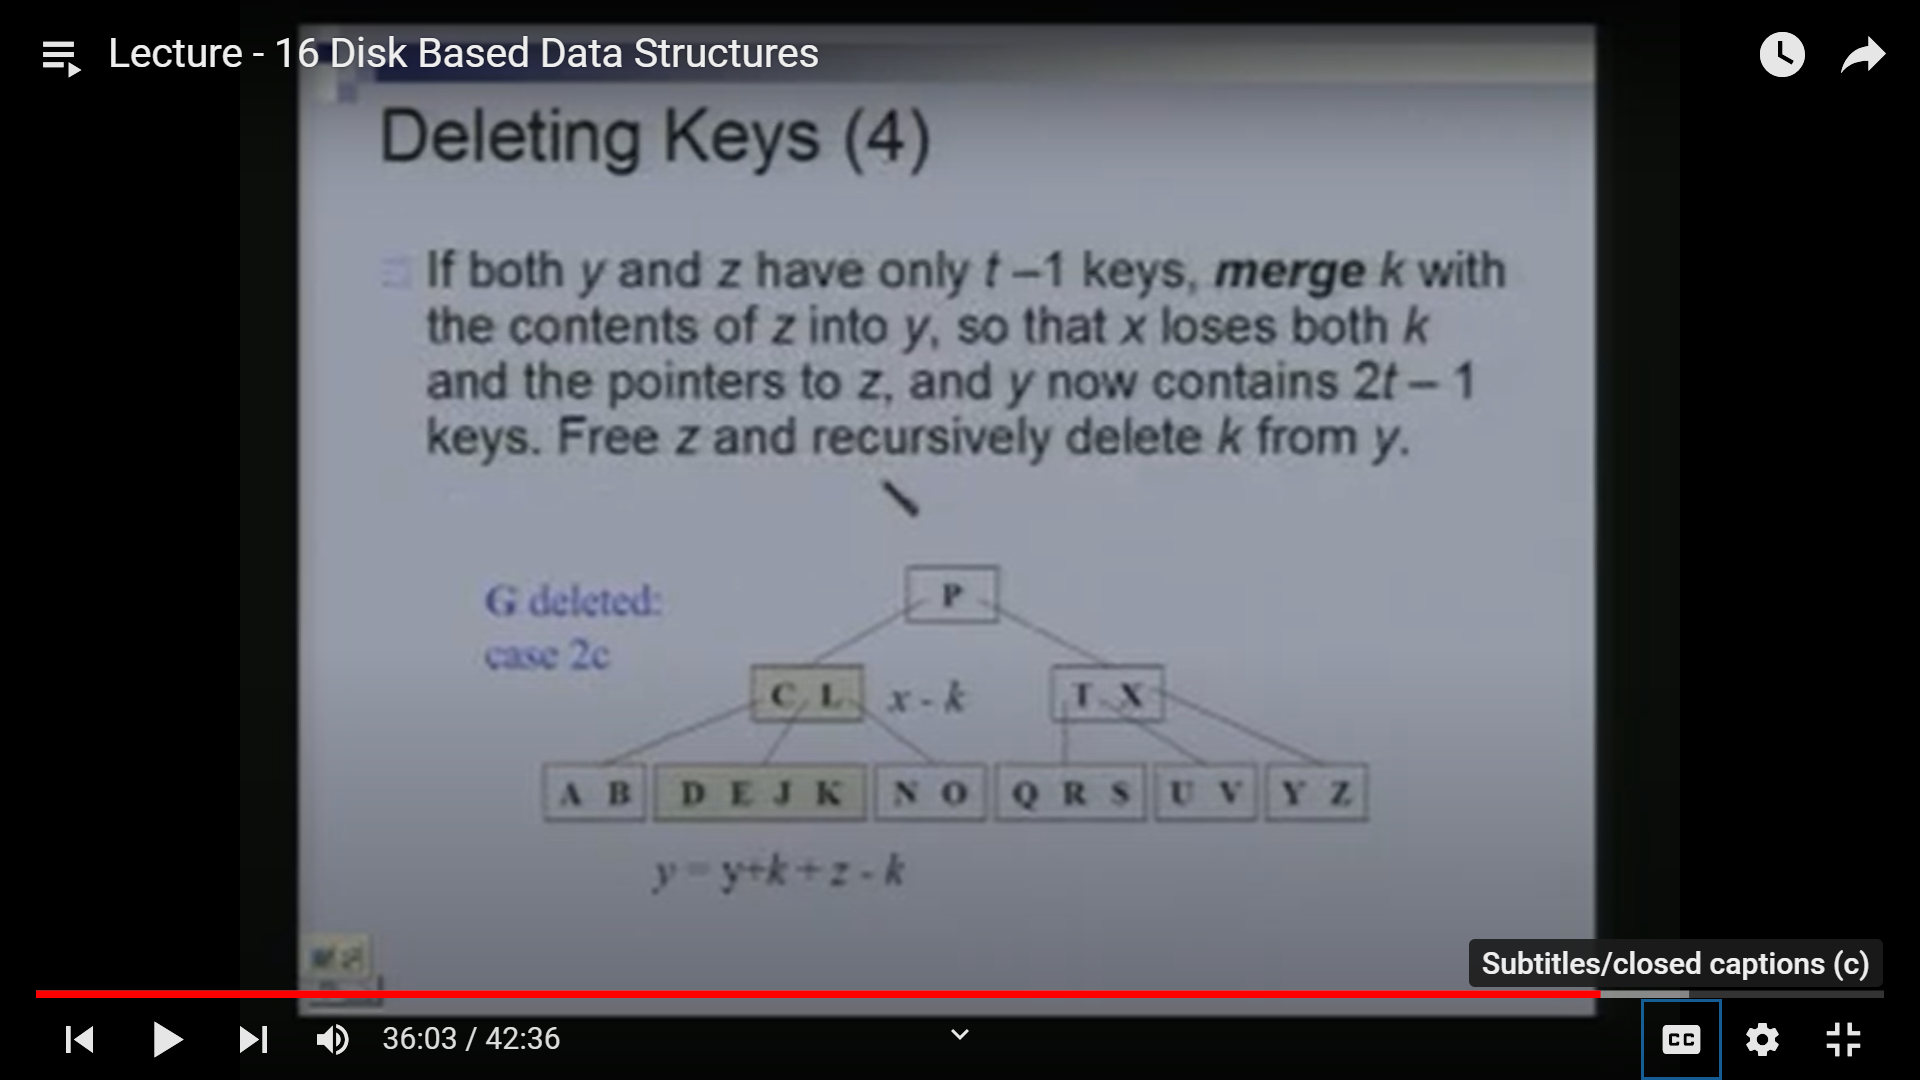 Lecture - 16 Disk Based Data Structures
Deleting Keys (4)
If both y and z have only t –1 keys, merge k with
the contents of z into y, so that x loses both k
and the pointers to z, and y now contains 2t – 1
keys. Free z and recursively delete k from y.
G deleted:
case 2c
P
C L
x - k
T X
A B
D E J K
N O
Q R S
U V
Y Z
y = y+k + z - k
Subtitles/closed captions (c)
36:03 / 42:36
CC